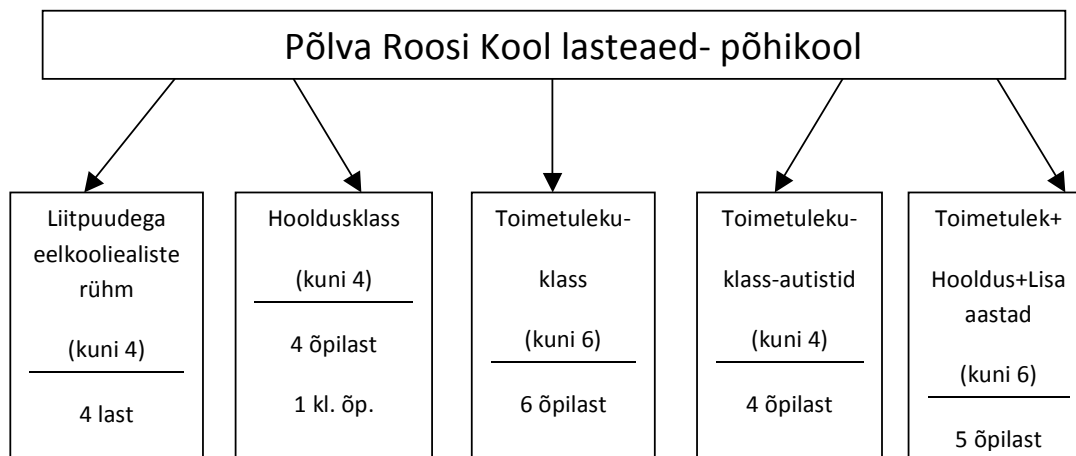 Põlva Roosi Kool lasteaed- põhikool
Liitpuudega
eelkooliealiste
rühm
(kuni 4)
4 last
Hooldusklass
(kuni 4)
4 õpilast
1 kl. õp.
Toimetuleku-
klass
(kuni 6)
6 õpilast
Toimetuleku-
klass-autistid
(kuni 4)
4 õpilast
Toimetulek+
Hooldus+Lisa
aastad
(kuni 6)
5 õpilast